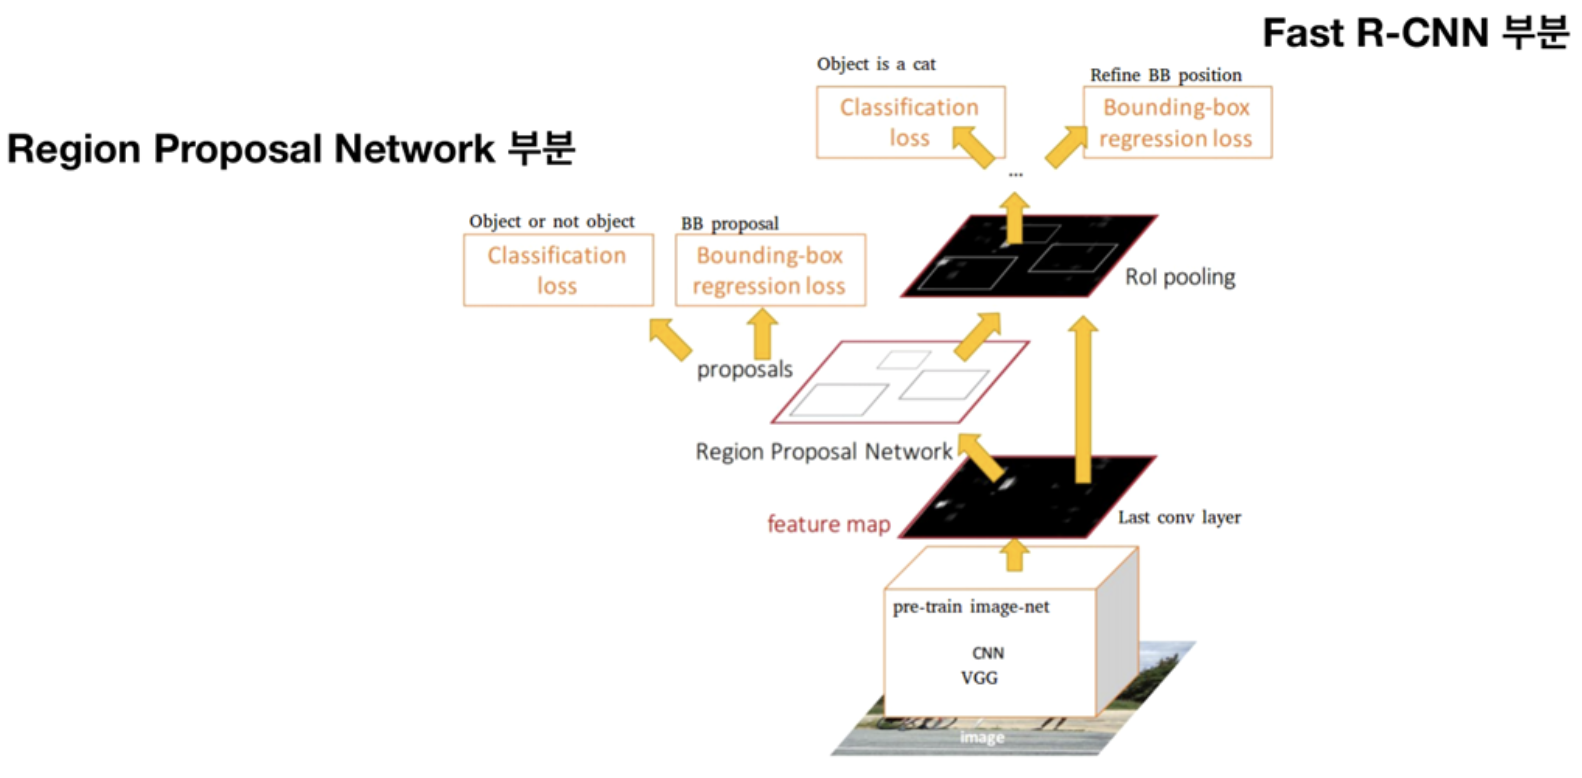 Fast R-CNN 부분
Object is a cat
Refine BB position
Classification
loss
Bounding-box
regression loss
Region Proposal Network 부분
...
Object or not object
BB proposal
Classification
loss
Bounding-box
regression loss
RoI pooling
proposals
Region Proposal Network
feature map
Last conv layer
pre-train image-net
CNN
VGG
image